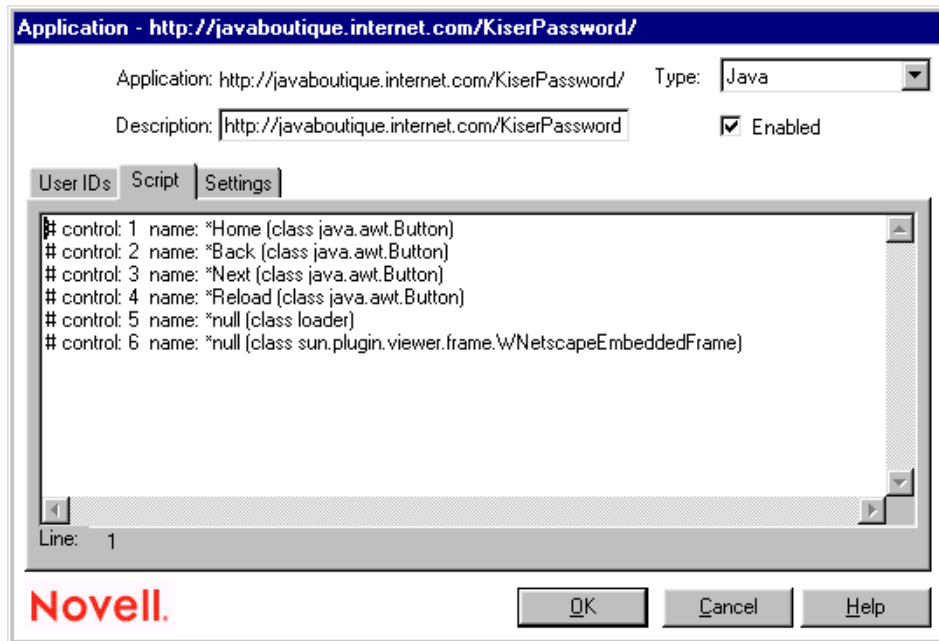 Application - http://javaboutique.internet.com/KiserPassword/
Application: http://javaboutique.internet.com/KiserPassword/ Type: Java
Description: http://javaboutique.internet.com/KiserPassword Enabled
User IDs Script Settings
# control: 1 name: *Home (class java.awt.Button)
# control: 2 name: *Back (class java.awt.Button)
# control: 3 name: *Next (class java.awt.Button)
# control: 4 name: *Reload (class java.awt.Button)
# control: 5 name: *null (class loader)
# control: 6 name: *null (class sun.plugin.viewer.frame.WNetscapeEmbeddedFrame)
Line: 1
Novell. OK Cancel Help